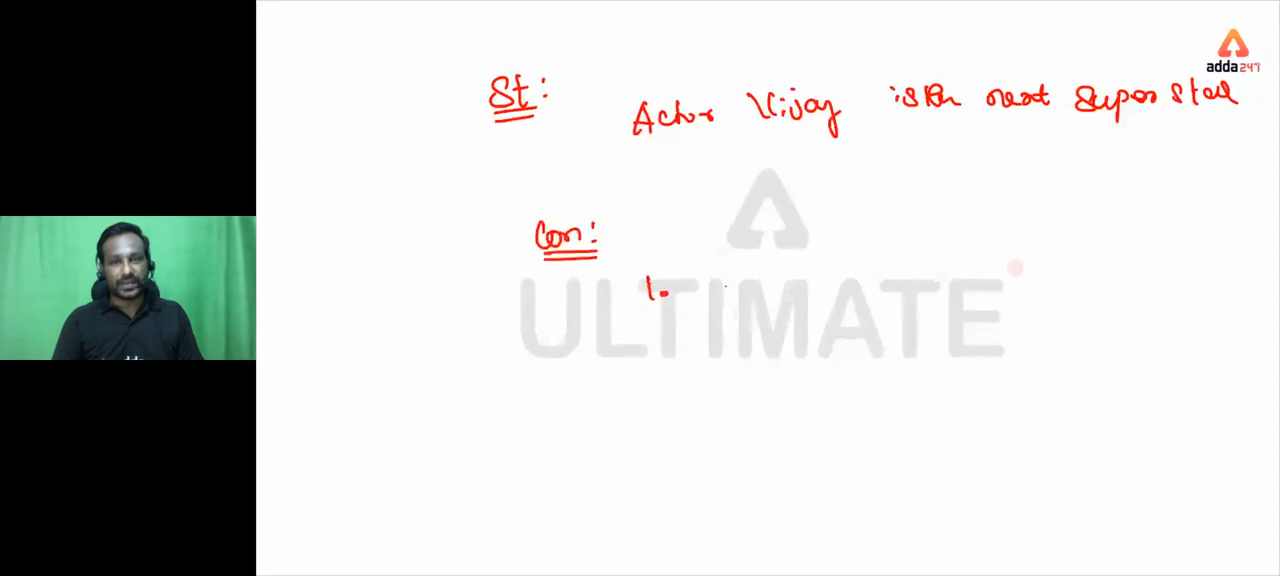 adda247
St:
Actor Vijay is the next super star
Con:
1.
ULTIMATE